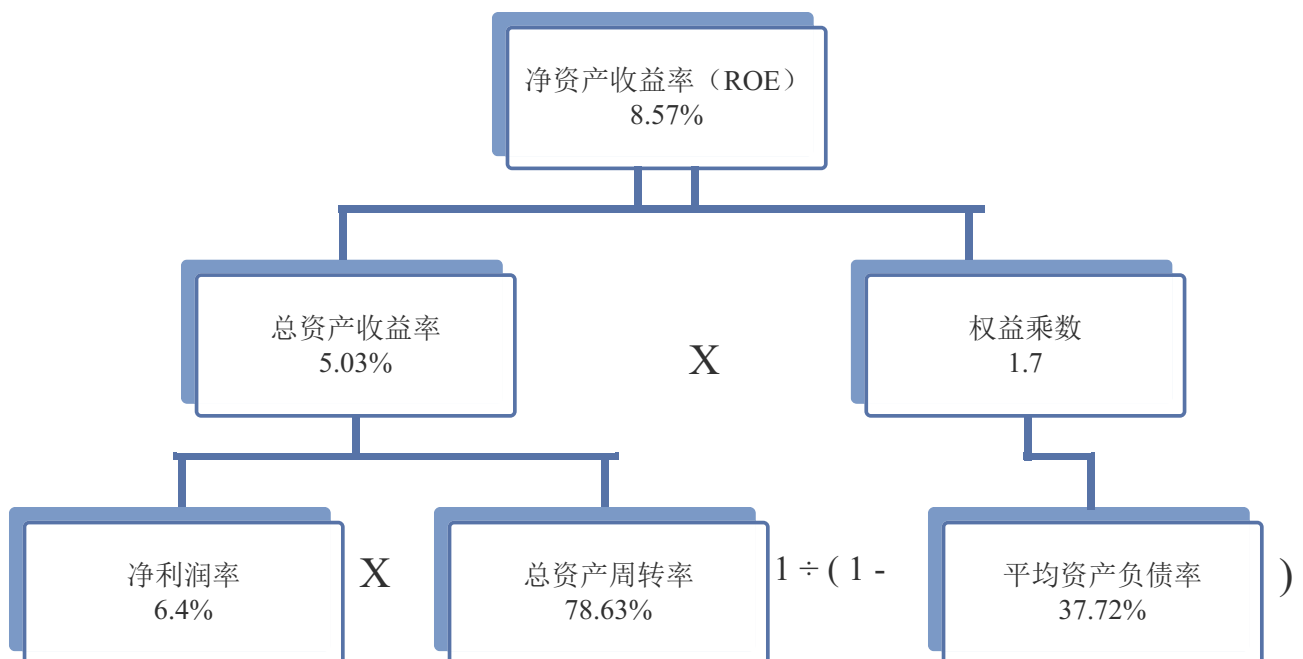 净资产收益率（ROE）
8.57%
总资产收益率
5.03%
X
权益乘数
1.7
净利润率
6.4%
X
总资产周转率
78.63%
1 ÷ ( 1 -
平均资产负债率
37.72%
)